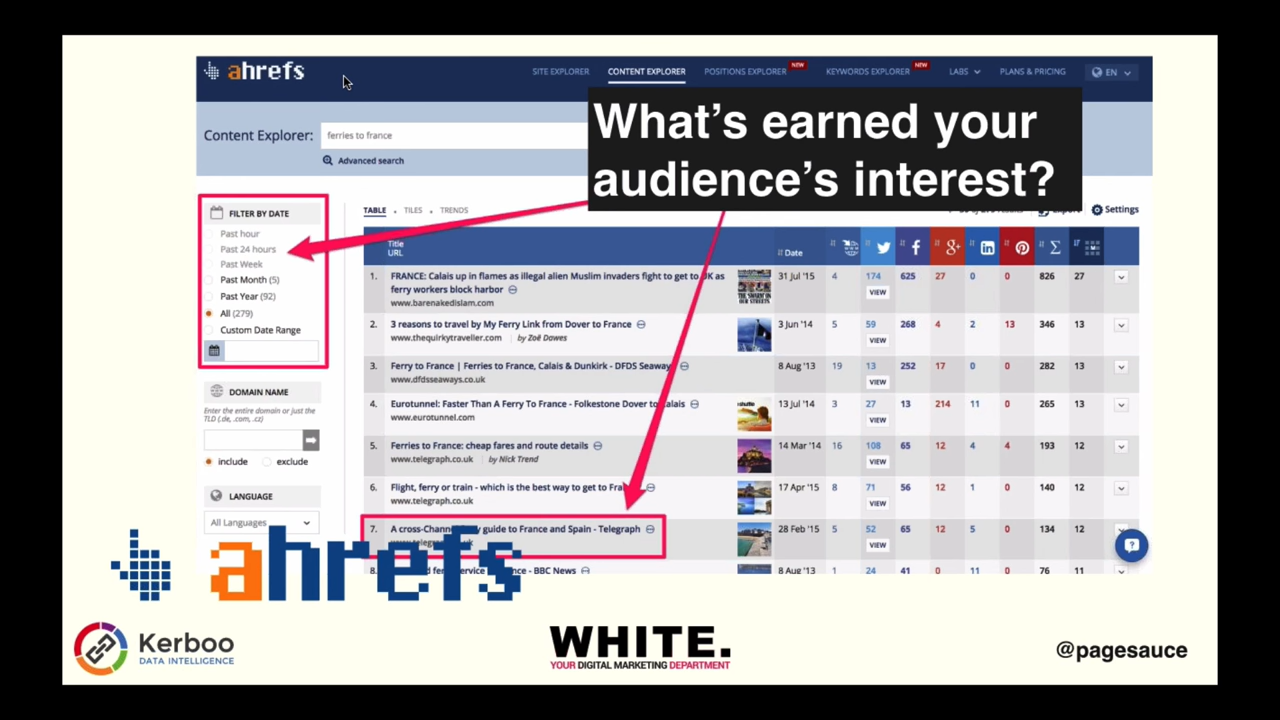 ahrefs
SITE EXPLORER CONTENT EXPLORER POSITIONS EXPLORER NEW KEYWORDS EXPLORER NEW LABS PLANS & PRICING EN
What's earned your
audience's interest?
Content Explorer: ferries to france
Advanced search
FILTER BY DATE
Past hour
Past 24 hours
Past Week
Past Month (5)
Past Year (92)
All (279)
Custom Date Range
DOMAIN NAME
Enter the entire domain or just the
TLD (.de, .com, .cz)
include exclude
LANGUAGE
All Languages
TABLE TILES TRENDS
Settings
Title
URL
Date
1. FRANCE: Calais up in flames as illegal alien Muslim invaders fight to get to UK as 31 Jul '15 4 174 625 27 0 0 826 27
ferry workers block harbor
VIEW
www.barenakedislam.com
2. 3 reasons to travel by My Ferry Link from Dover to France 3 Jun '14 5 59 268 4 2 13 346 13
www.thequirkytraveller.com by Zoë Dawes VIEW
3. Ferry to France | Ferries to France, Calais & Dunkirk - DFDS Seaway 8 Aug '13 19 13 252 17 0 0 282 13
www.dfdsseaways.co.uk VIEW
4. Eurotunnel: Faster Than A Ferry To France - Folkestone Dover to Calais 13 Jul '14 3 27 13 214 11 0 265 13
www.eurotunnel.com VIEW
5. Ferries to France: cheap fares and route details 14 Mar '14 16 108 65 12 4 4 193 12
www.telegraph.co.uk by Nick Trend VIEW
6. Flight, ferry or train - which is the best way to get to Fra 17 Apr '15 8 71 56 12 1 0 140 12
www.telegraph.co.uk VIEW
7. A cross-Chann guide to France and Spain - Telegraph 28 Feb '15 5 52 65 12 5 0 134 12
VIEW
8. - BBC News 8 Aug '13 1 24 41 0 11 0 76 11
ahrefs
Kerboo
DATA INTELLIGENCE
WHITE.
YOUR DIGITAL MARKETING DEPARTMENT
@pagesauce